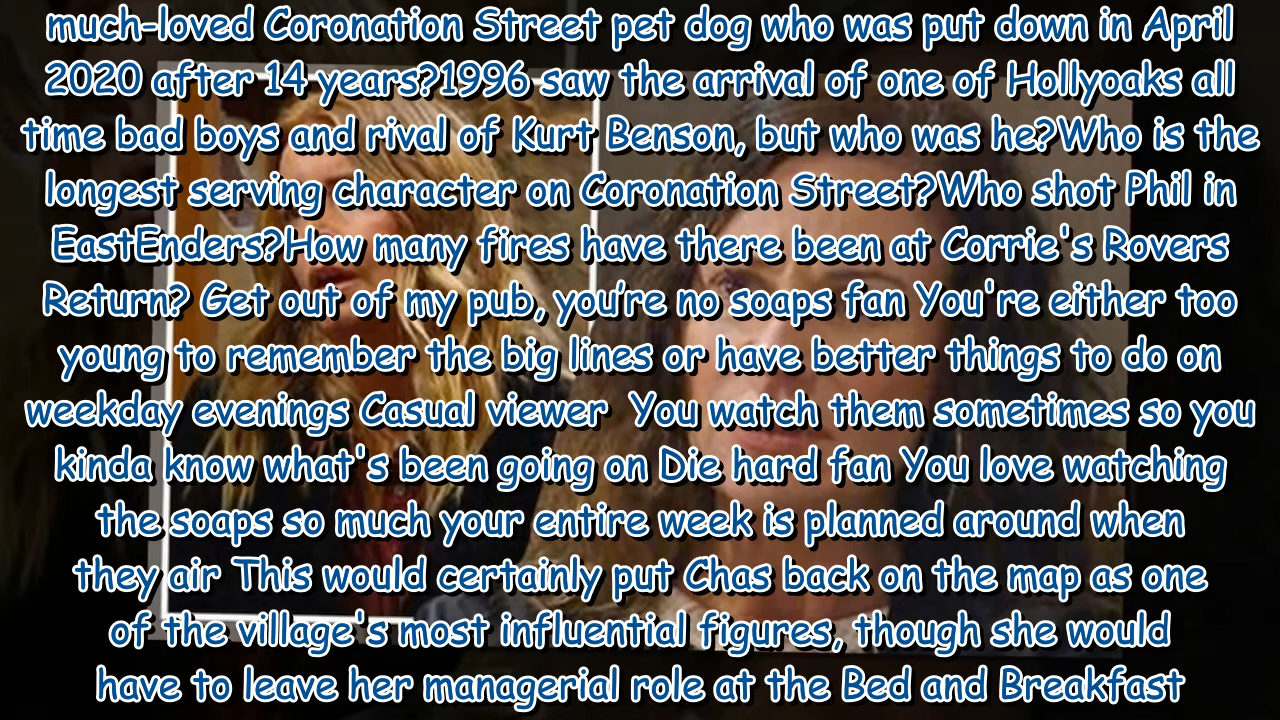 much-loved Coronation Street pet dog who was put down in April
2020 after 14 years?1996 saw the arrival of one of Hollyoaks all
time bad boys and rival of Kurt Benson, but who was he?Who is the
longest serving character on Coronation Street?Who shot Phil in
EastEnders?How many fires have there been at Corrie's Rovers
Return? Get out of my pub, you’re no soaps fan You're either too
young to remember the big lines or have better things to do on
weekday evenings Casual viewer  You watch them sometimes so you
kinda know what's been going on Die hard fan You love watching
the soaps so much your entire week is planned around when
they air This would certainly put Chas back on the map as one
of the village's most influential figures, though she would
have to leave her managerial role at the Bed and Breakfast